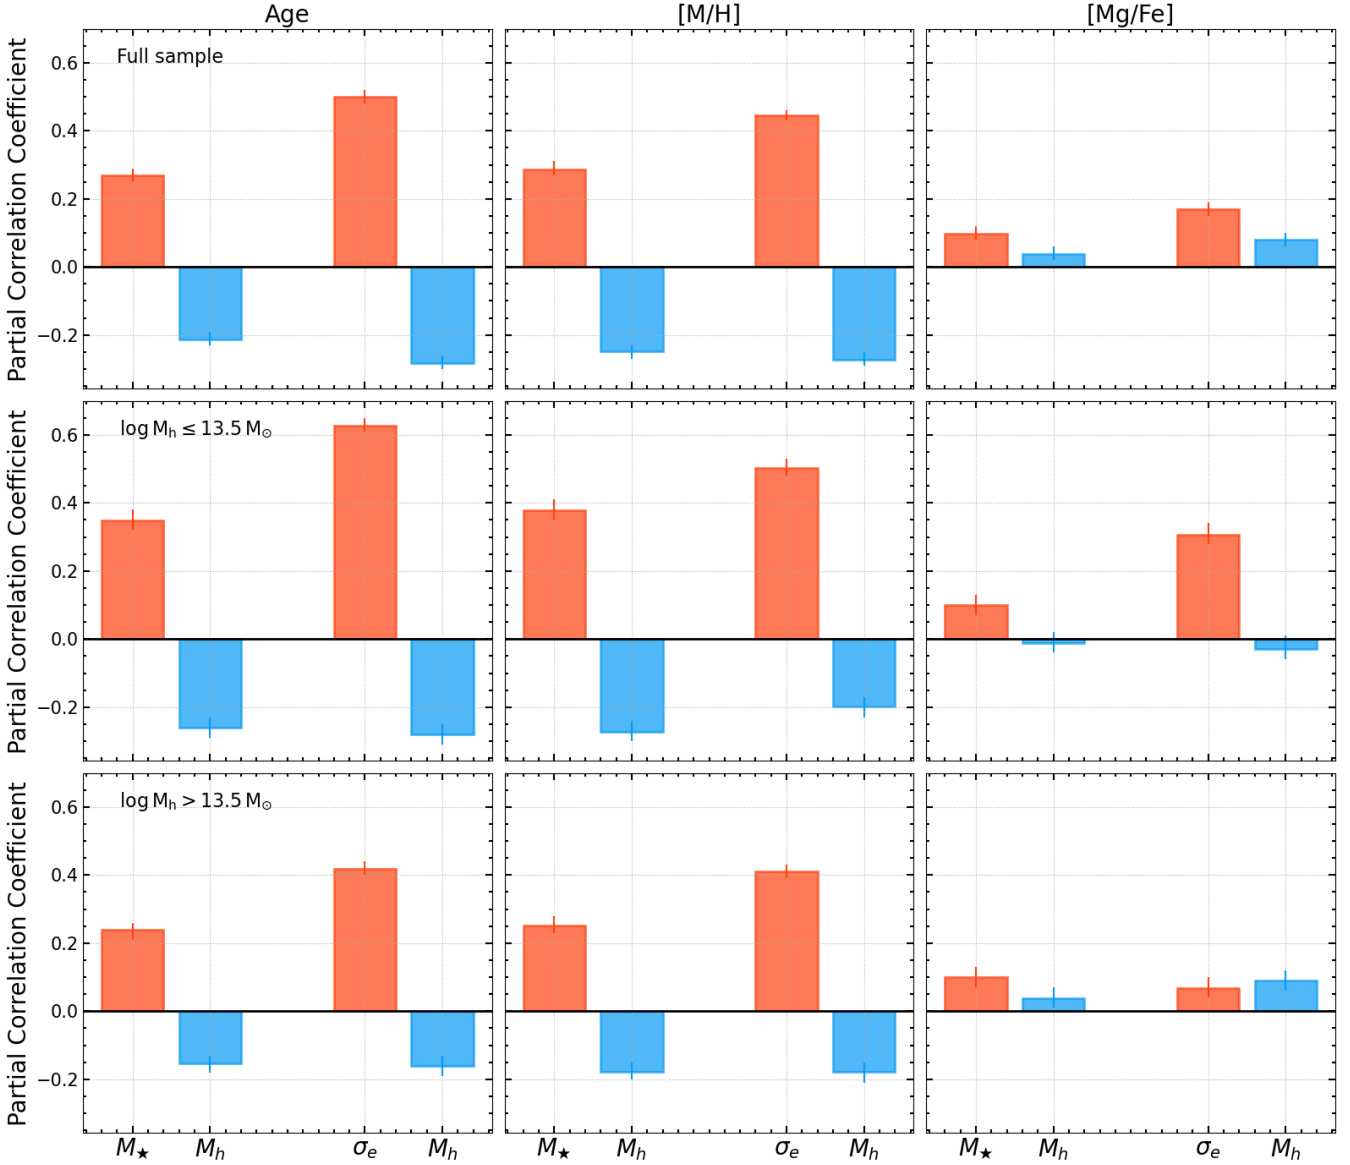 Age [M/H] [Mg/Fe]
Partial Correlation Coefficient
0.6
0.4
0.2
0.0
−0.2
Full sample
Partial Correlation Coefficient
0.6
0.4
0.2
0.0
−0.2
log M_h ≤ 13.5 M_⊙
Partial Correlation Coefficient
0.6
0.4
0.2
0.0
−0.2
log M_h > 13.5 M_⊙
M_★ M_h σ_e M_h M_★ M_h σ_e M_h M_★ M_h σ_e M_h